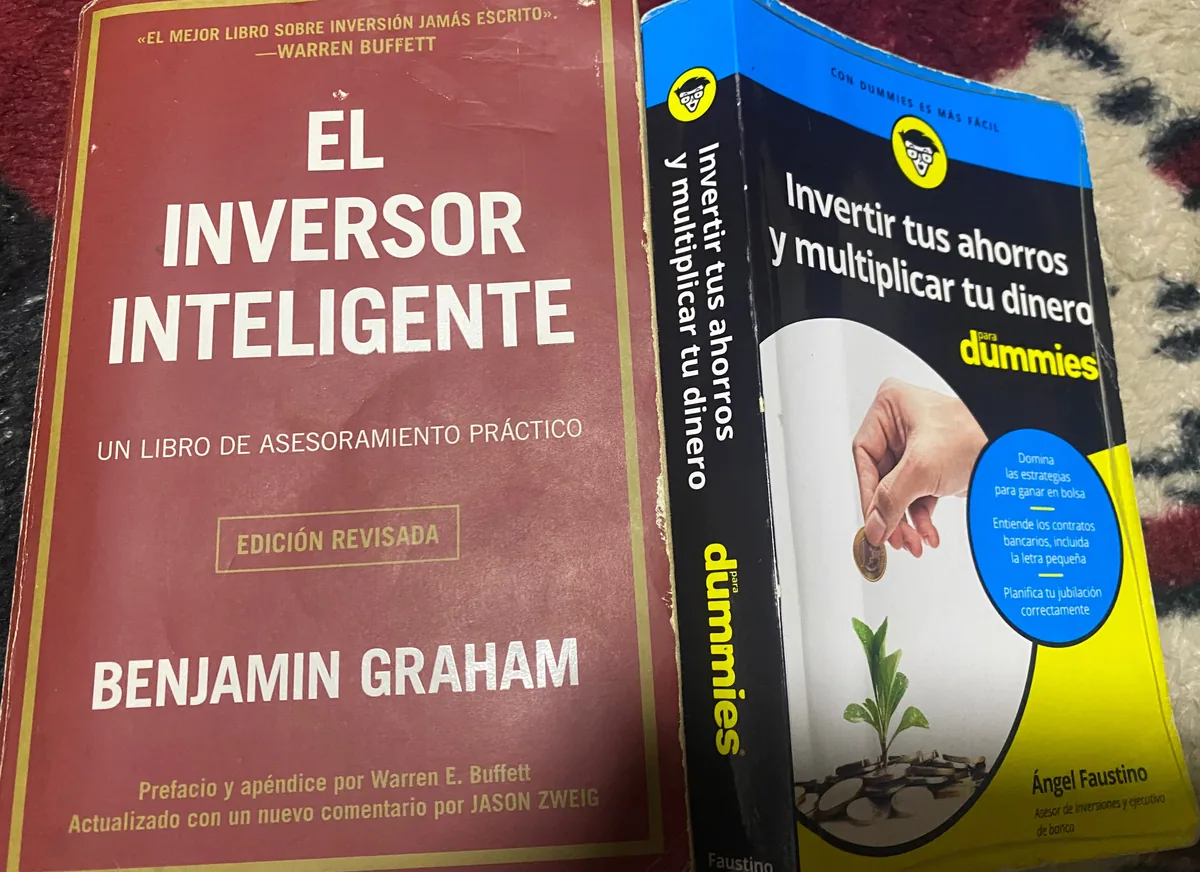 «EL MEJOR LIBRO SOBRE INVERSIÓN JAMÁS ESCRITO».
—WARREN BUFFETT
EL
INVERSOR
INTELIGENTE
UN LIBRO DE ASESORAMIENTO PRÁCTICO
EDICIÓN REVISADA
BENJAMIN GRAHAM
Prefacio y apéndice por Warren E. Buffett
Actualizado con un nuevo comentario por JASON ZWEIG
Invertir tus ahorros
y multiplicar tu dinero
para
dummies
Faustino
CON DUMMIES ES MÁS FÁCIL
Invertir tus ahorros
y multiplicar tu dinero
para
dummies
Domina
las estrategias
para ganar en bolsa
Entiende los contratos
bancarios, incluida
la letra pequeña
Planifica tu jubilación
correctamente
Ángel Faustino
Asesor de inversiones y ejecutivo
de banca